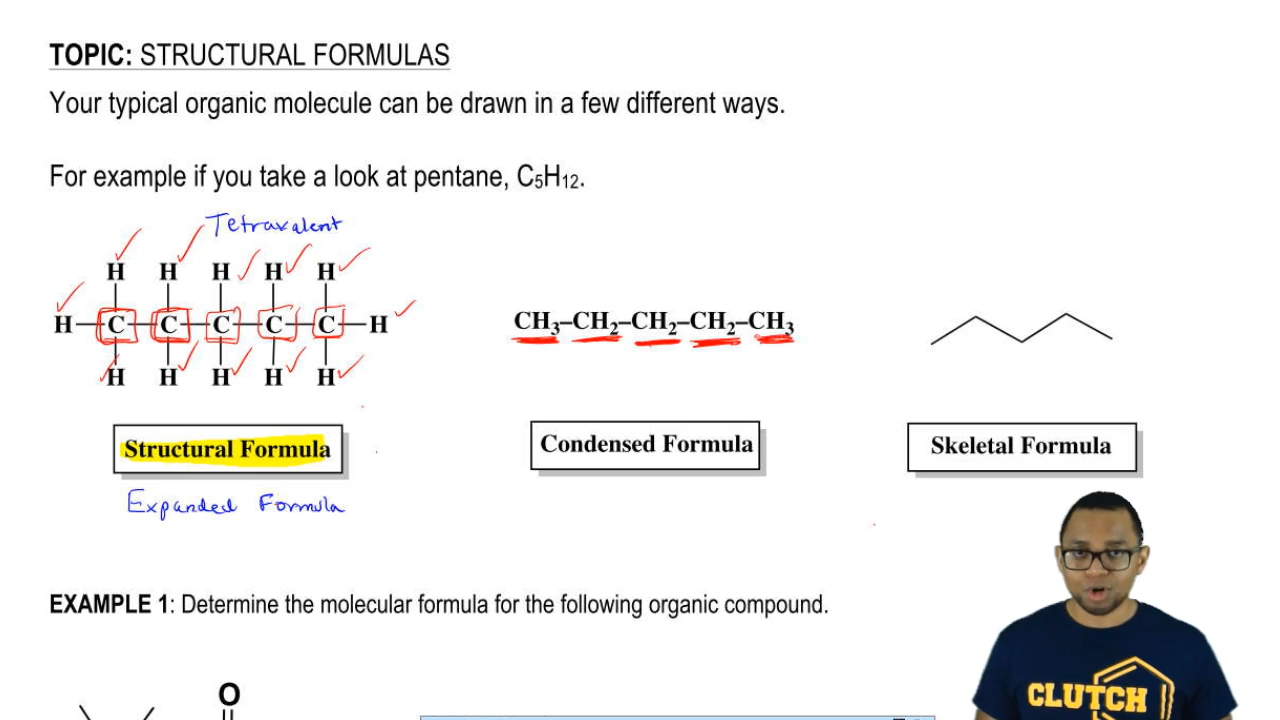 TOPIC: STRUCTURAL FORMULAS
Your typical organic molecule can be drawn in a few different ways.
For example if you take a look at pentane, C₅H₁₂.
Tetravalent
H H H H H
H–C–C–C–C–C–H
H H H H H
CH₃–CH₂–CH₂–CH₂–CH₃
Structural Formula
Condensed Formula
Skeletal Formula
Expanded Formula
EXAMPLE 1: Determine the molecular formula for the following organic compound.
O
CLUTCH